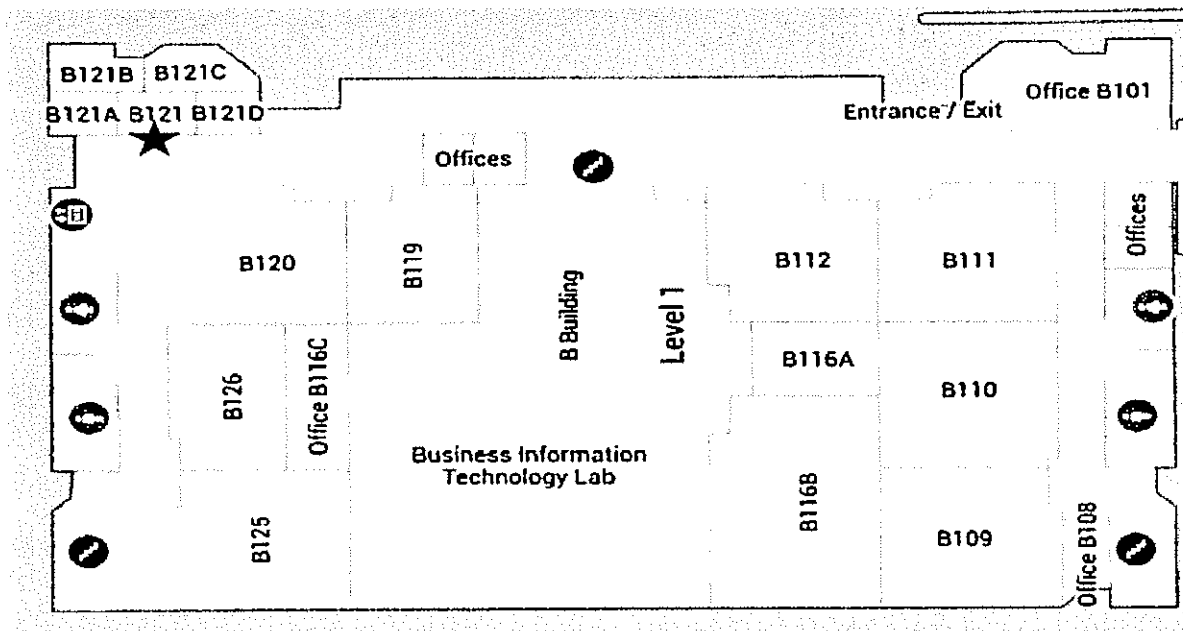 B121B B121C
B121A B121 B121D
Entrance / Exit
Office B101
Offices
Offices
B120
B119
B112
B111
B Building
Level 1
B126
Office B116C
B116A
B110
Business Information
Technology Lab
B116B
B125
B109
Office B108